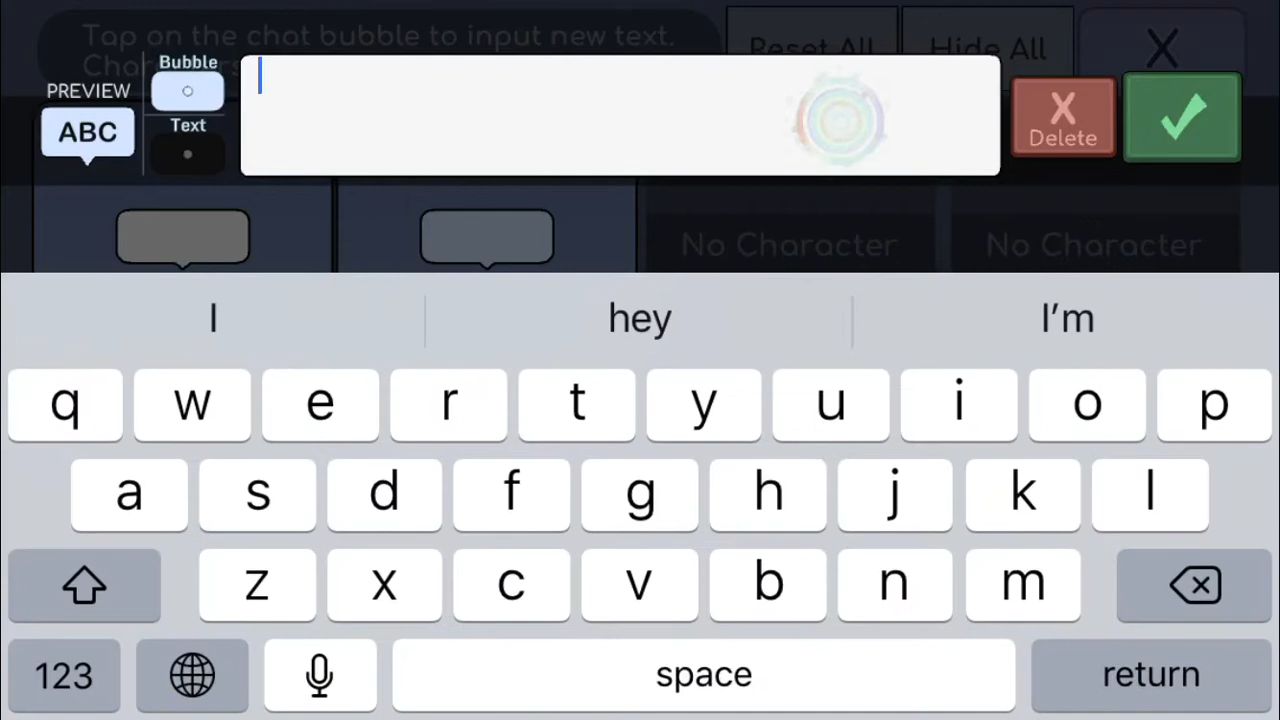 Tap on the chat bubble to input new text.
Reset All
Hide All
X
Bubble
PREVIEW
ABC
Text
X
Delete
No Character
No Character
I
hey
I’m
q w e r t y u i o p
a s d f g h j k l
z x c v b n m
123
space
return